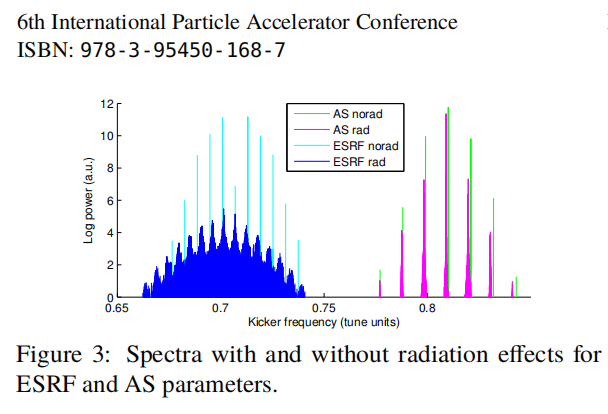 6th International Particle Accelerator Conference
ISBN: 978-3-95450-168-7
12
10
8
6
4
2
0
Log power (a.u.)
AS norad
AS rad
ESRF norad
ESRF rad
0.65
0.7
0.75
0.8
Kicker frequency (tune units)
Figure 3: Spectra with and without radiation effects for
ESRF and AS parameters.